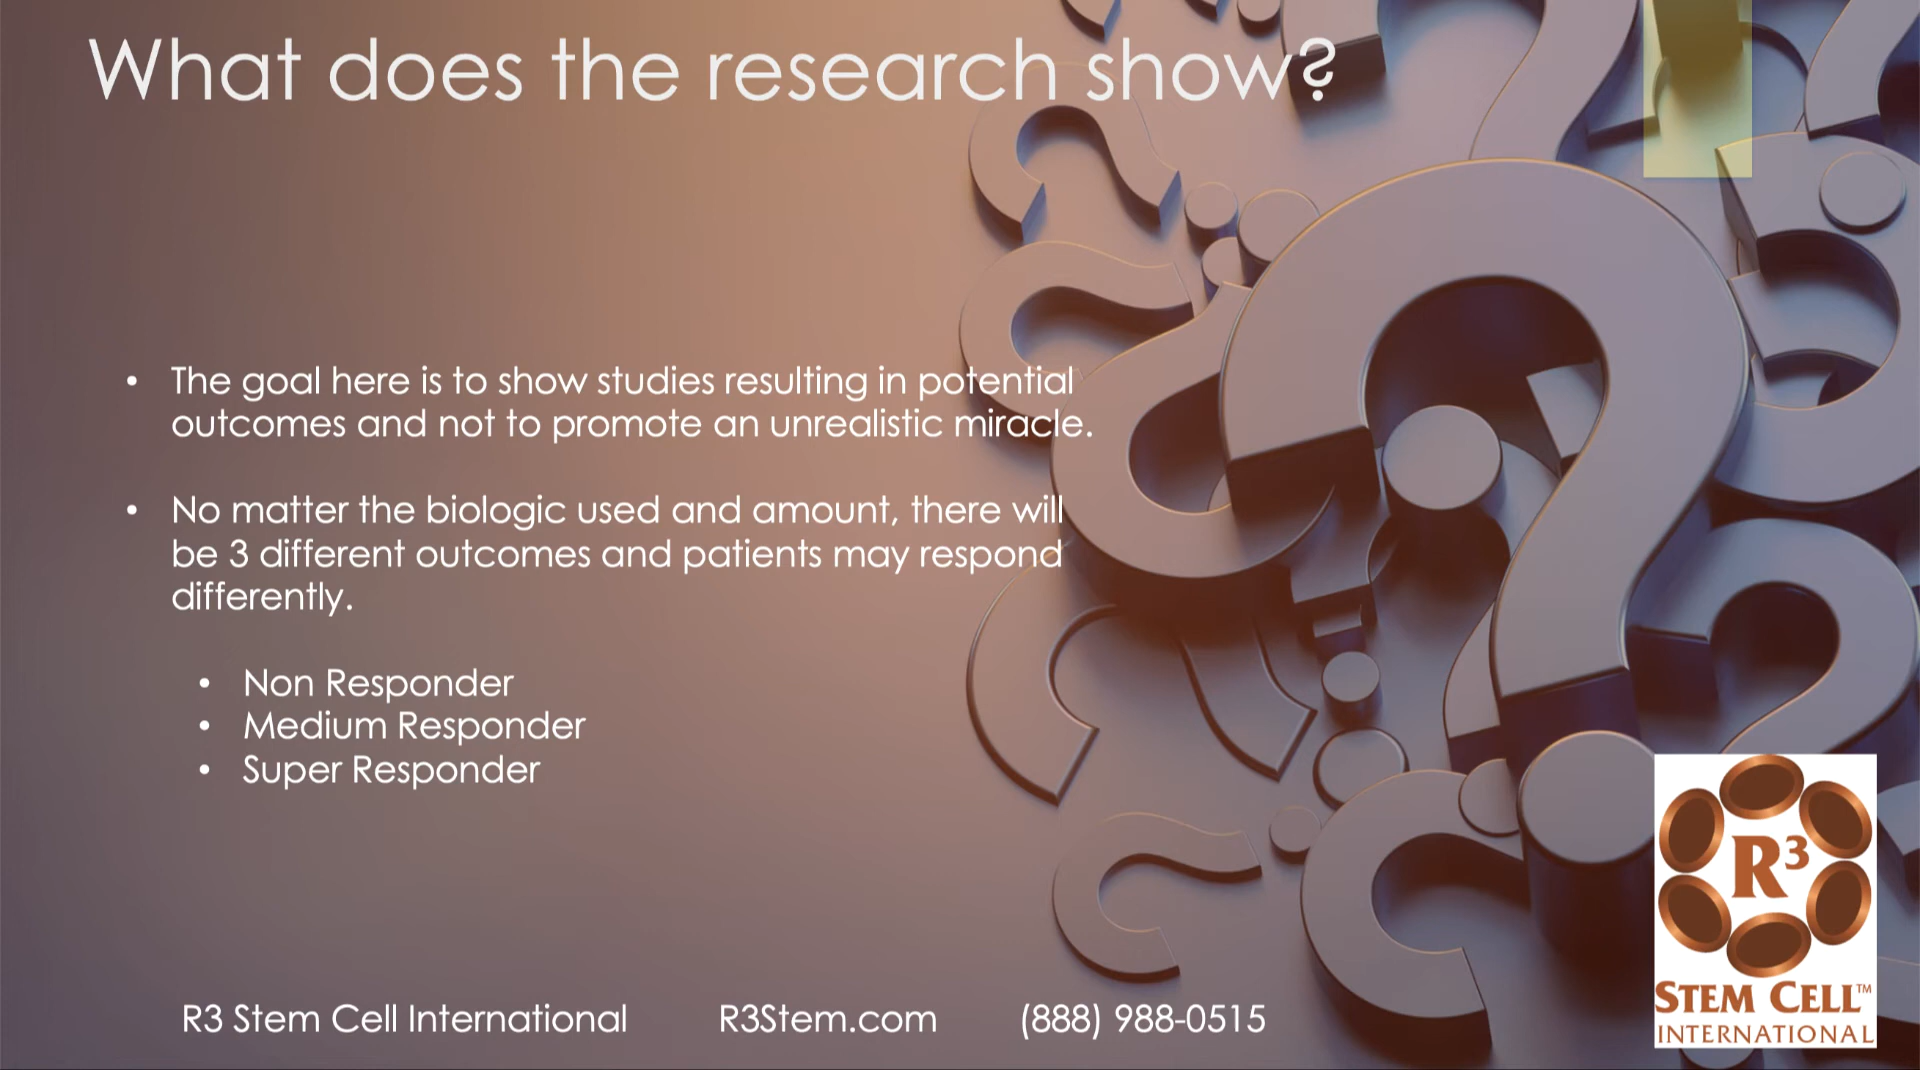 What does the research show?
• The goal here is to show studies resulting in potential
outcomes and not to promote an unrealistic miracle.
• No matter the biologic used and amount, there will
be 3 different outcomes and patients may respond
differently.
• Non Responder
• Medium Responder
• Super Responder
R3 Stem Cell International R3Stem.com (888) 988-0515
R³
STEM CELL™
INTERNATIONAL